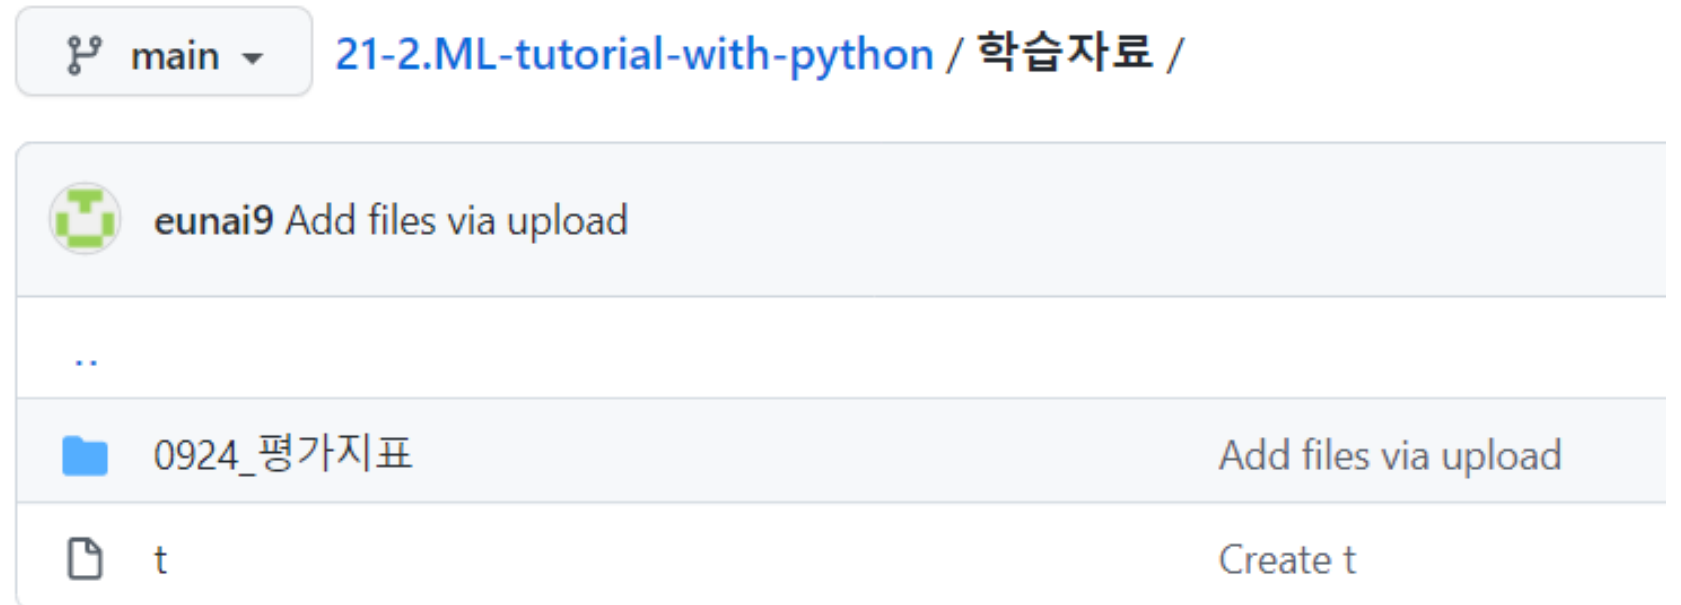 main 21-2.ML-tutorial-with-python / 학습자료 /
eunai9 Add files via upload
..
0924_평가지표 Add files via upload
t Create t